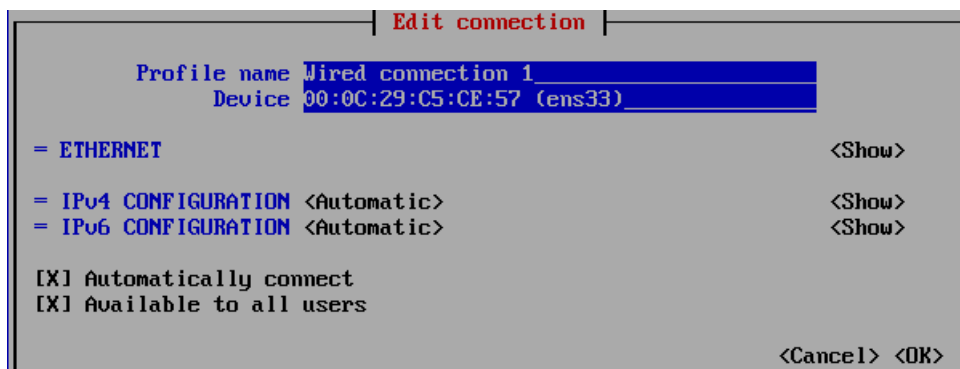 Edit connection
Profile name Wired connection 1
Device 00:0C:29:C5:CE:57 (ens33)
= ETHERNET <Show>
= IPv4 CONFIGURATION <Automatic> <Show>
= IPv6 CONFIGURATION <Automatic> <Show>
[X] Automatically connect
[X] Available to all users
<Cancel> <OK>